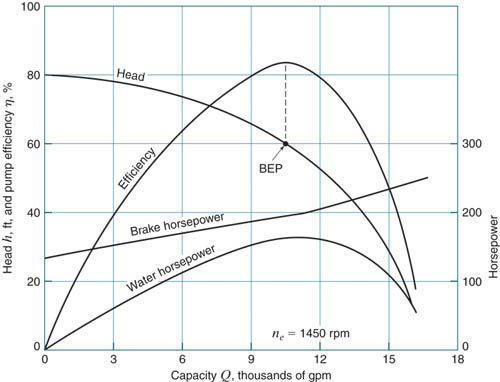 Head h, ft, and pump efficiency η, %
100
80
60
40
20
0
Head
Efficiency
BEP
Brake horsepower
Water horsepower
n_e = 1450 rpm
300
200
100
0
Horsepower
0 3 6 9 12 15 18
Capacity Q, thousands of gpm